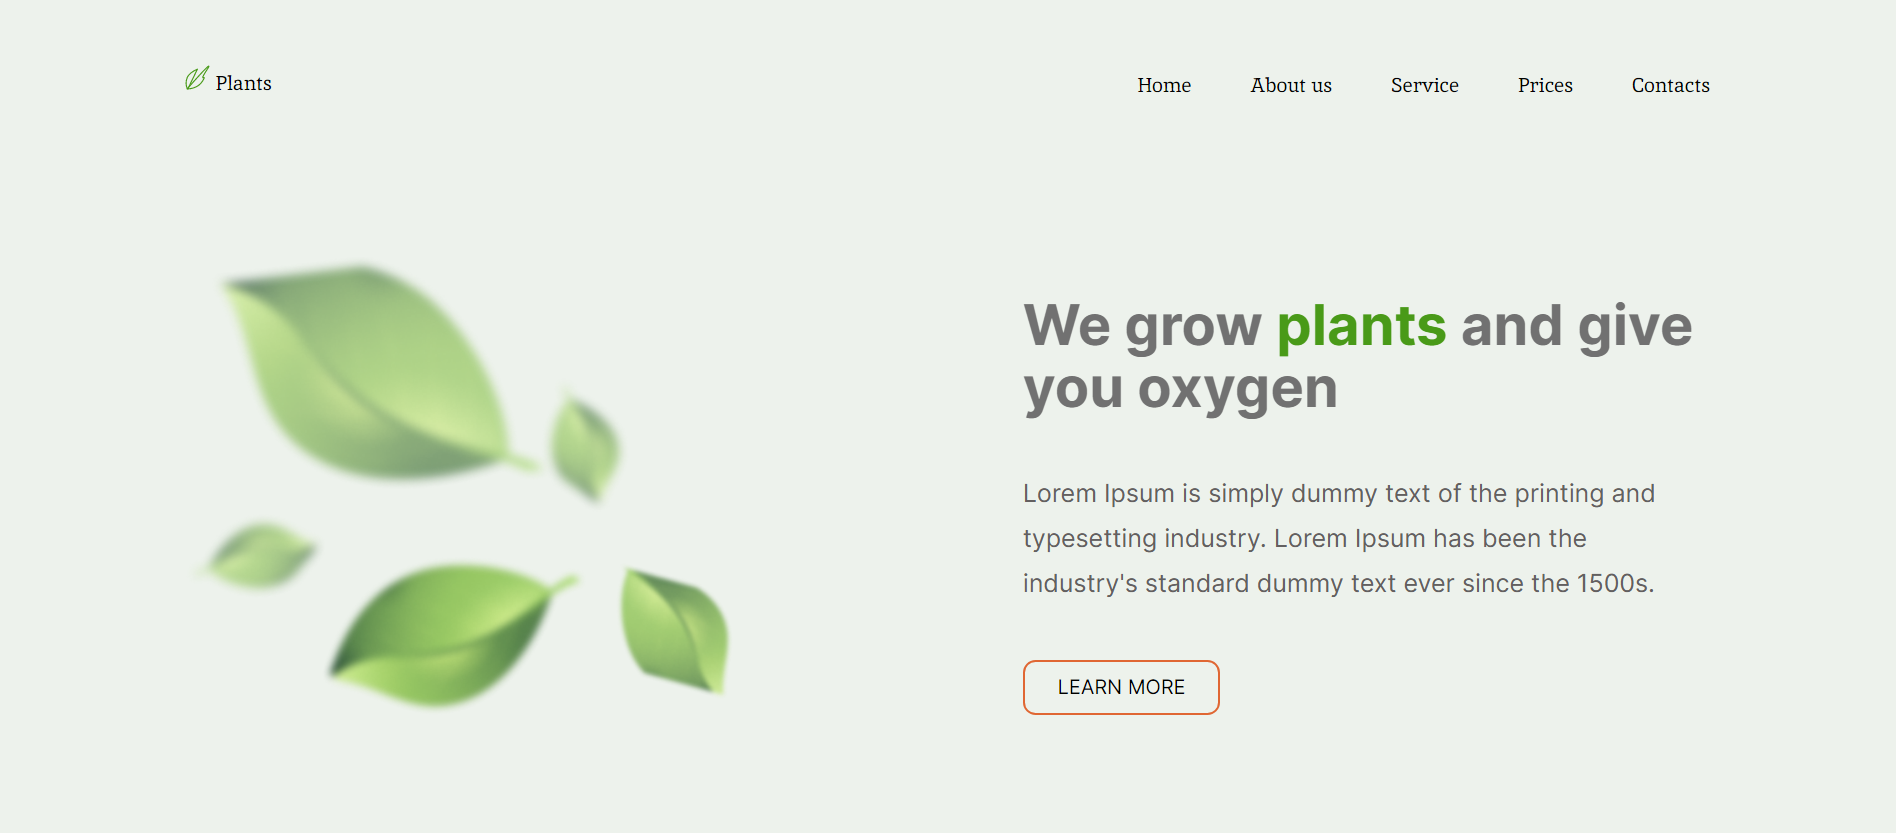 Plants
Home About us Service Prices Contacts
We grow plants and give
you oxygen
Lorem Ipsum is simply dummy text of the printing and
typesetting industry. Lorem Ipsum has been the
industry's standard dummy text ever since the 1500s.
LEARN MORE